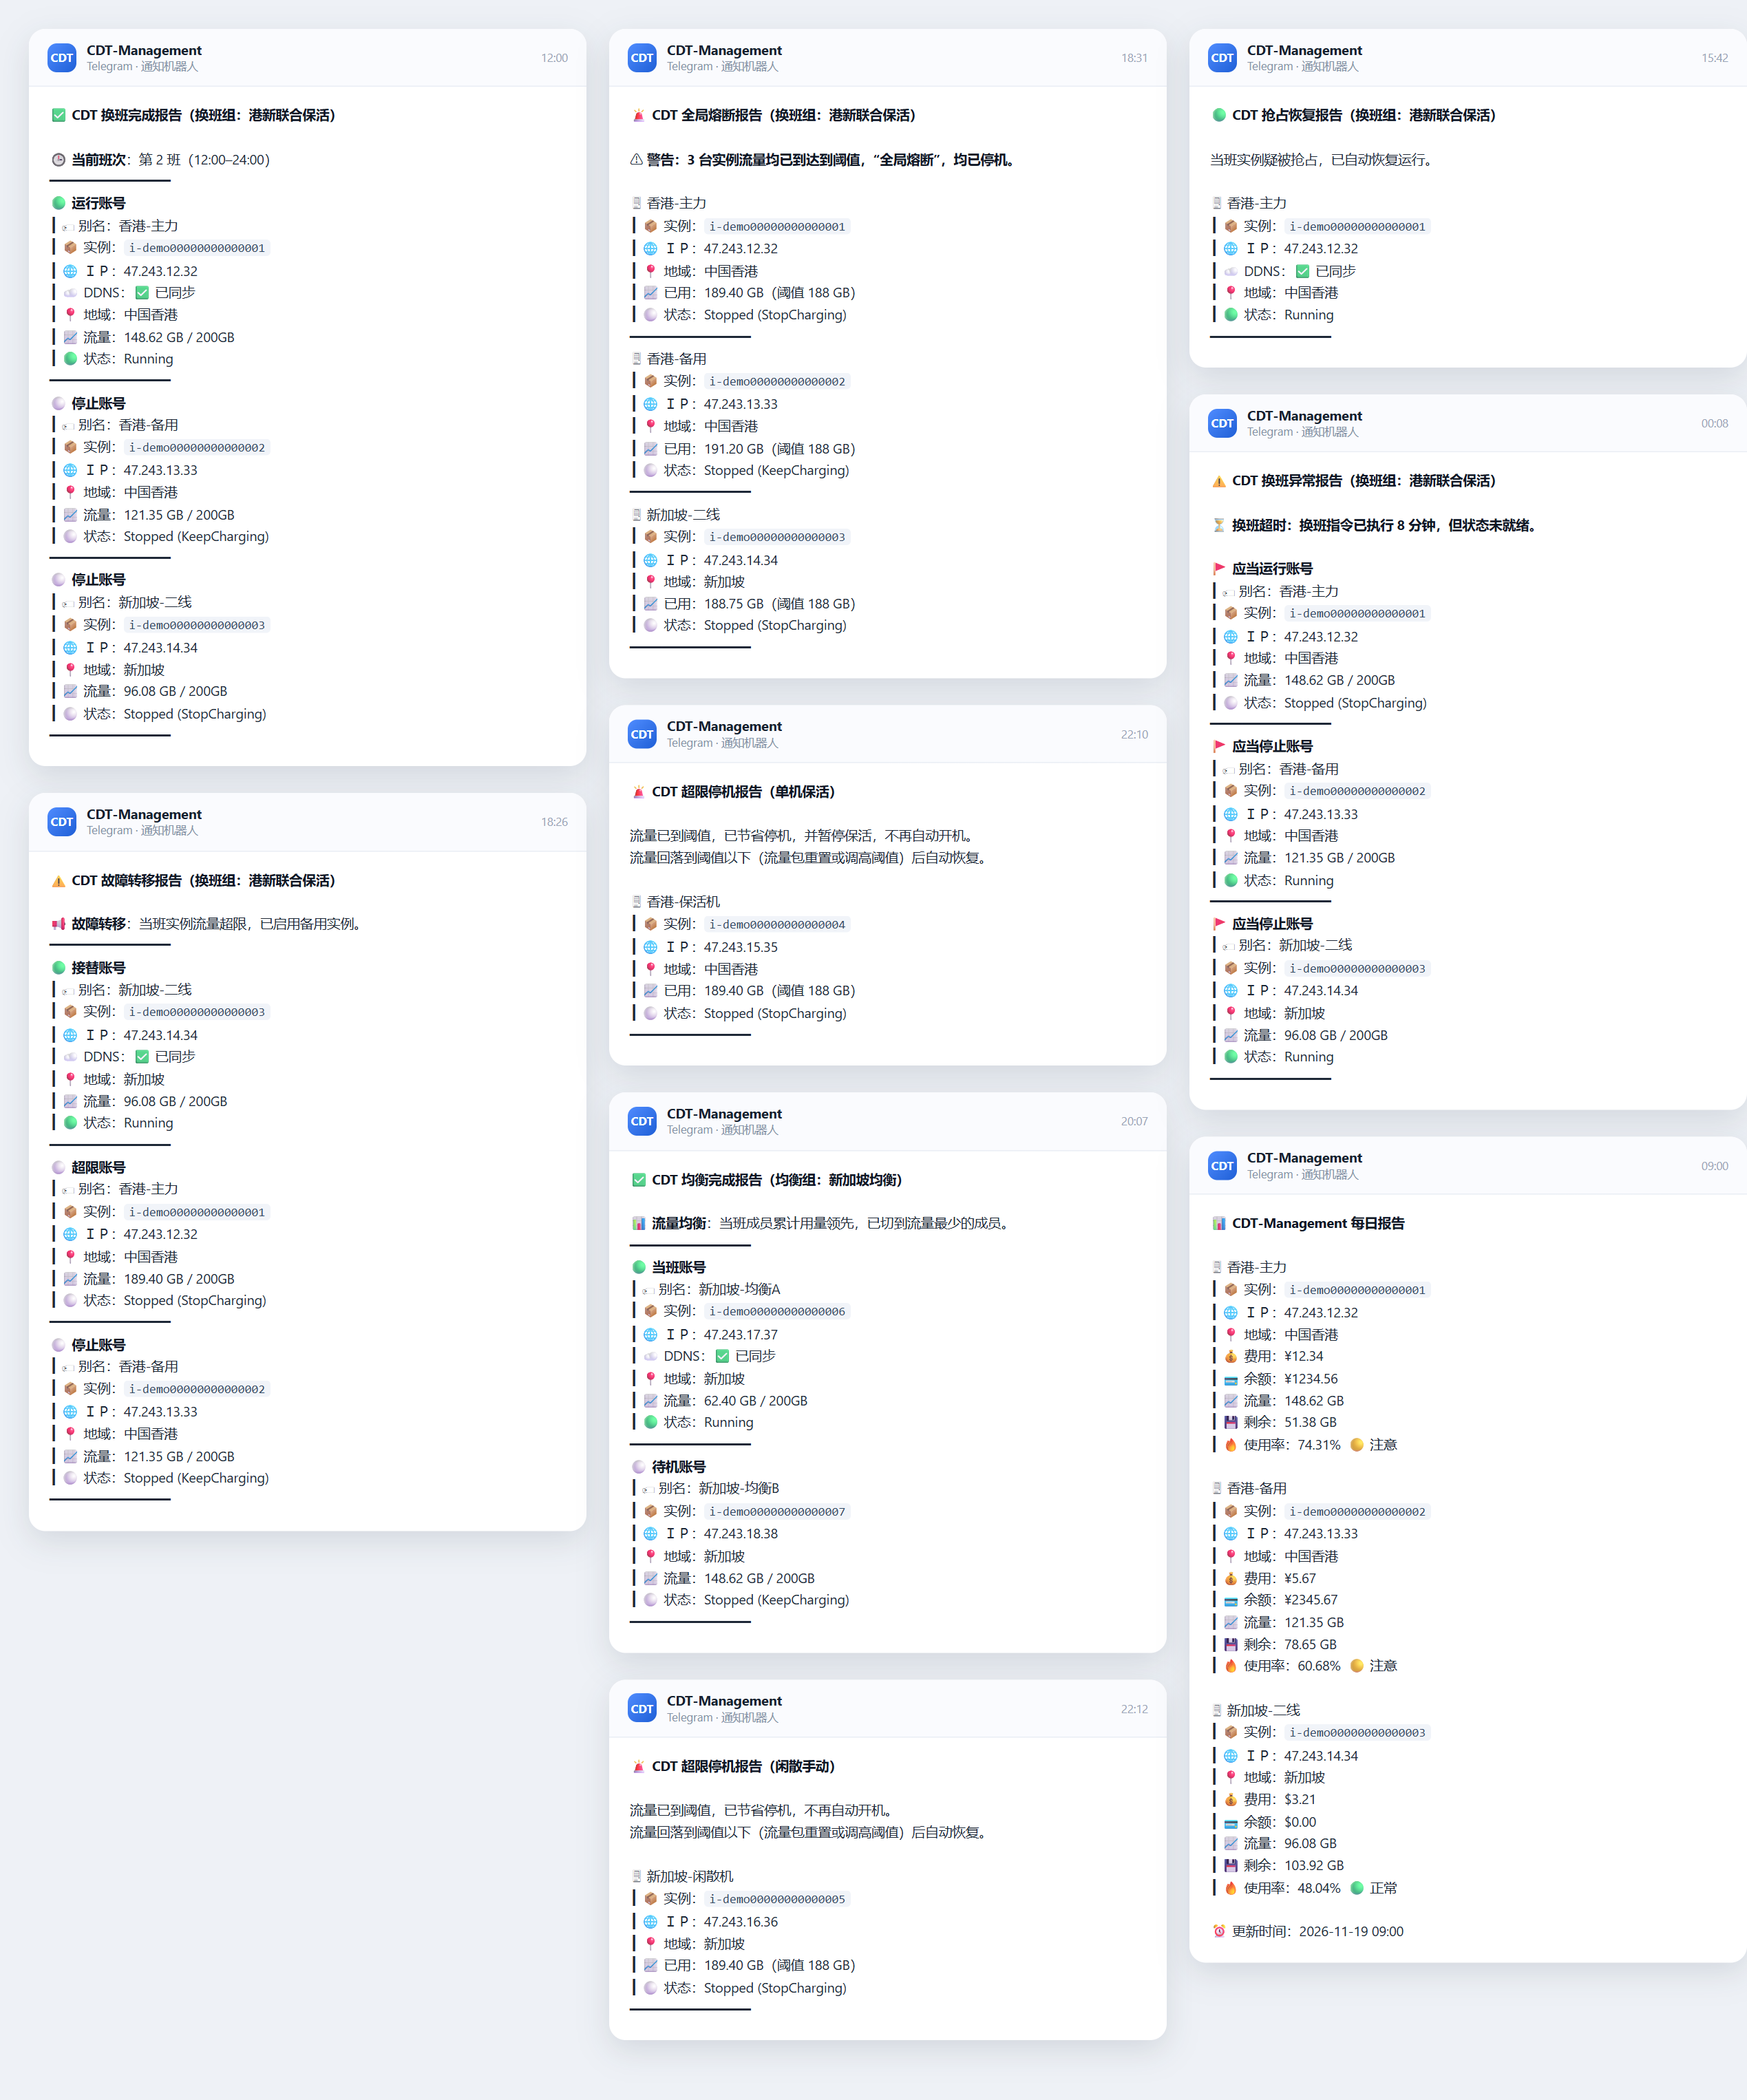 CDT
CDT-Management
Telegram · 通知机器人
12:00
✅ CDT 换班完成报告（换班组：港新联合保活）
🕒 当前班次：第 2 班（12:00–24:00）
🟢 运行账号
别名：香港-主力
📦 实例： i-demo00000000000001
🌐 ＩＰ：47.243.12.32
☁️ DDNS：✅ 已同步
📍 地域：中国香港
📈 流量：148.62 GB / 200GB
🟢 状态：Running
停止账号
别名：香港-备用
📦 实例： i-demo00000000000002
🌐 ＩＰ：47.243.13.33
📍 地域：中国香港
📈 流量：121.35 GB / 200GB
状态：Stopped (KeepCharging)
停止账号
别名：新加坡-二线
📦 实例： i-demo00000000000003
🌐 ＩＰ：47.243.14.34
📍 地域：新加坡
📈 流量：96.08 GB / 200GB
状态：Stopped (StopCharging)
CDT
CDT-Management
Telegram · 通知机器人
18:26
⚠️ CDT 故障转移报告（换班组：港新联合保活）
📢 故障转移：当班实例流量超限，已启用备用实例。
🟢 接替账号
别名：新加坡-二线
📦 实例： i-demo00000000000003
🌐 ＩＰ：47.243.14.34
☁️ DDNS：✅ 已同步
📍 地域：新加坡
📈 流量：96.08 GB / 200GB
🟢 状态：Running
超限账号
别名：香港-主力
📦 实例： i-demo00000000000001
🌐 ＩＰ：47.243.12.32
📍 地域：中国香港
📈 流量：189.40 GB / 200GB
状态：Stopped (StopCharging)
停止账号
别名：香港-备用
📦 实例： i-demo00000000000002
🌐 ＩＰ：47.243.13.33
📍 地域：中国香港
📈 流量：121.35 GB / 200GB
状态：Stopped (KeepCharging)
CDT
CDT-Management
Telegram · 通知机器人
18:31
🚨 CDT 全局熔断报告（换班组：港新联合保活）
⚠ 警告：3 台实例流量均已到达到阈值，“全局熔断”，均已停机。
香港-主力
📦 实例： i-demo00000000000001
🌐 ＩＰ：47.243.12.32
📍 地域：中国香港
📈 已用：189.40 GB（阈值 188 GB）
状态：Stopped (StopCharging)
香港-备用
📦 实例： i-demo00000000000002
🌐 ＩＰ：47.243.13.33
📍 地域：中国香港
📈 已用：191.20 GB（阈值 188 GB）
状态：Stopped (KeepCharging)
新加坡-二线
📦 实例： i-demo00000000000003
🌐 ＩＰ：47.243.14.34
📍 地域：新加坡
📈 已用：188.75 GB（阈值 188 GB）
状态：Stopped (StopCharging)
CDT
CDT-Management
Telegram · 通知机器人
22:10
🚨 CDT 超限停机报告（单机保活）
流量已到阈值，已节省停机，并暂停保活，不再自动开机。
流量回落到阈值以下（流量包重置或调高阈值）后自动恢复。
香港-保活机
📦 实例： i-demo00000000000004
🌐 ＩＰ：47.243.15.35
📍 地域：中国香港
📈 已用：189.40 GB（阈值 188 GB）
状态：Stopped (StopCharging)
CDT
CDT-Management
Telegram · 通知机器人
20:07
✅ CDT 均衡完成报告（均衡组：新加坡均衡）
📊 流量均衡：当班成员累计用量领先，已切到流量最少的成员。
🟢 当班账号
别名：新加坡-均衡A
📦 实例： i-demo00000000000006
🌐 ＩＰ：47.243.17.37
☁️ DDNS：✅ 已同步
📍 地域：新加坡
📈 流量：62.40 GB / 200GB
🟢 状态：Running
待机账号
别名：新加坡-均衡B
📦 实例： i-demo00000000000007
🌐 ＩＰ：47.243.18.38
📍 地域：新加坡
📈 流量：148.62 GB / 200GB
状态：Stopped (KeepCharging)
CDT
CDT-Management
Telegram · 通知机器人
22:12
🚨 CDT 超限停机报告（闲散手动）
流量已到阈值，已节省停机，不再自动开机。
流量回落到阈值以下（流量包重置或调高阈值）后自动恢复。
新加坡-闲散机
📦 实例： i-demo00000000000005
🌐 ＩＰ：47.243.16.36
📍 地域：新加坡
📈 已用：189.40 GB（阈值 188 GB）
状态：Stopped (StopCharging)
CDT
CDT-Management
Telegram · 通知机器人
15:42
🟢 CDT 抢占恢复报告（换班组：港新联合保活）
当班实例疑被抢占，已自动恢复运行。
香港-主力
📦 实例： i-demo00000000000001
🌐 ＩＰ：47.243.12.32
☁️ DDNS：✅ 已同步
📍 地域：中国香港
🟢 状态：Running
CDT
CDT-Management
Telegram · 通知机器人
00:08
⚠️ CDT 换班异常报告（换班组：港新联合保活）
⏳ 换班超时：换班指令已执行 8 分钟，但状态未就绪。
🚩 应当运行账号
别名：香港-主力
📦 实例： i-demo00000000000001
🌐 ＩＰ：47.243.12.32
📍 地域：中国香港
📈 流量：148.62 GB / 200GB
状态：Stopped (StopCharging)
🚩 应当停止账号
别名：香港-备用
📦 实例： i-demo00000000000002
🌐 ＩＰ：47.243.13.33
📍 地域：中国香港
📈 流量：121.35 GB / 200GB
🟢 状态：Running
🚩 应当停止账号
别名：新加坡-二线
📦 实例： i-demo00000000000003
🌐 ＩＰ：47.243.14.34
📍 地域：新加坡
📈 流量：96.08 GB / 200GB
🟢 状态：Running
CDT
CDT-Management
Telegram · 通知机器人
09:00
📊 CDT-Management 每日报告
香港-主力
📦 实例： i-demo00000000000001
🌐 ＩＰ：47.243.12.32
📍 地域：中国香港
💰 费用：¥12.34
💳 余额：¥1234.56
📈 流量：148.62 GB
💾 剩余：51.38 GB
🔥 使用率：74.31% 🟡 注意
香港-备用
📦 实例： i-demo00000000000002
🌐 ＩＰ：47.243.13.33
📍 地域：中国香港
💰 费用：¥5.67
💳 余额：¥2345.67
📈 流量：121.35 GB
💾 剩余：78.65 GB
🔥 使用率：60.68% 🟡 注意
新加坡-二线
📦 实例： i-demo00000000000003
🌐 ＩＰ：47.243.14.34
📍 地域：新加坡
💰 费用：$3.21
💳 余额：$0.00
📈 流量：96.08 GB
💾 剩余：103.92 GB
🔥 使用率：48.04% 🟢 正常
⏰ 更新时间：2026-11-19 09:00